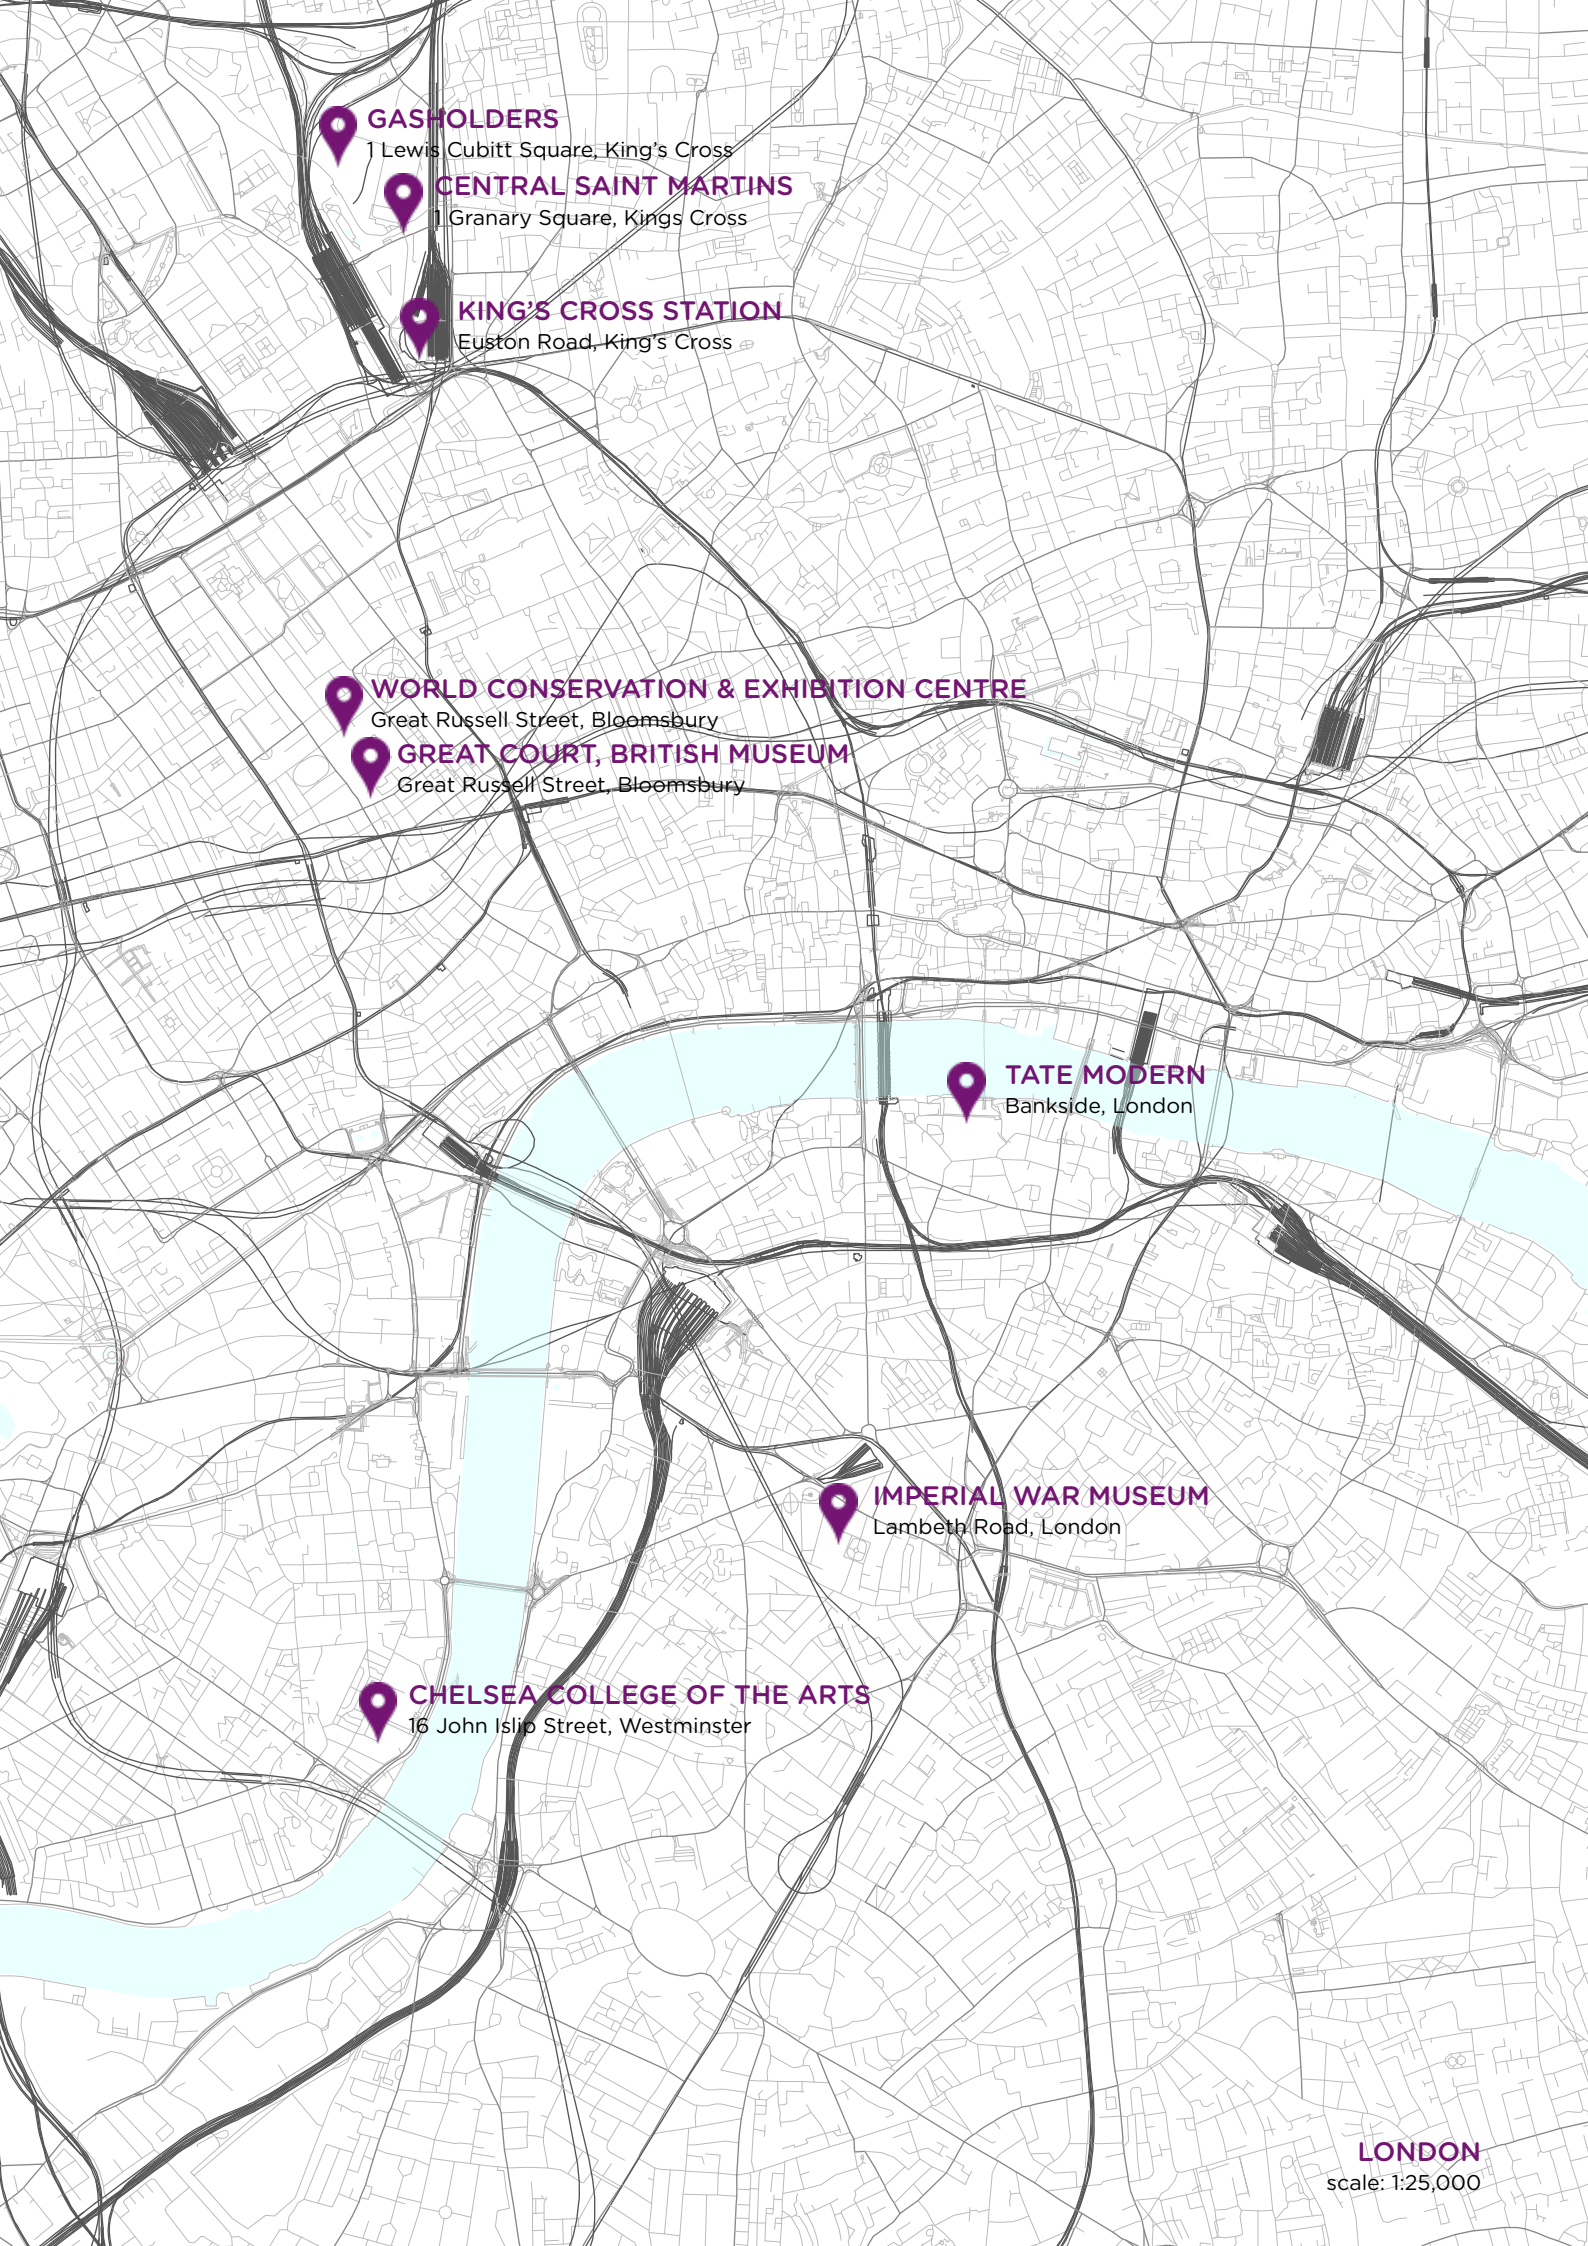 GASHOLDERS
1 Lewis Cubitt Square, King's Cross
CENTRAL SAINT MARTINS
1 Granary Square, Kings Cross
KING'S CROSS STATION
Euston Road, King's Cross
WORLD CONSERVATION & EXHIBITION CENTRE
Great Russell Street, Bloomsbury
GREAT COURT, BRITISH MUSEUM
Great Russell Street, Bloomsbury
TATE MODERN
Bankside, London
IMPERIAL WAR MUSEUM
Lambeth Road, London
CHELSEA COLLEGE OF THE ARTS
16 John Islip Street, Westminster
LONDON
scale: 1:25,000